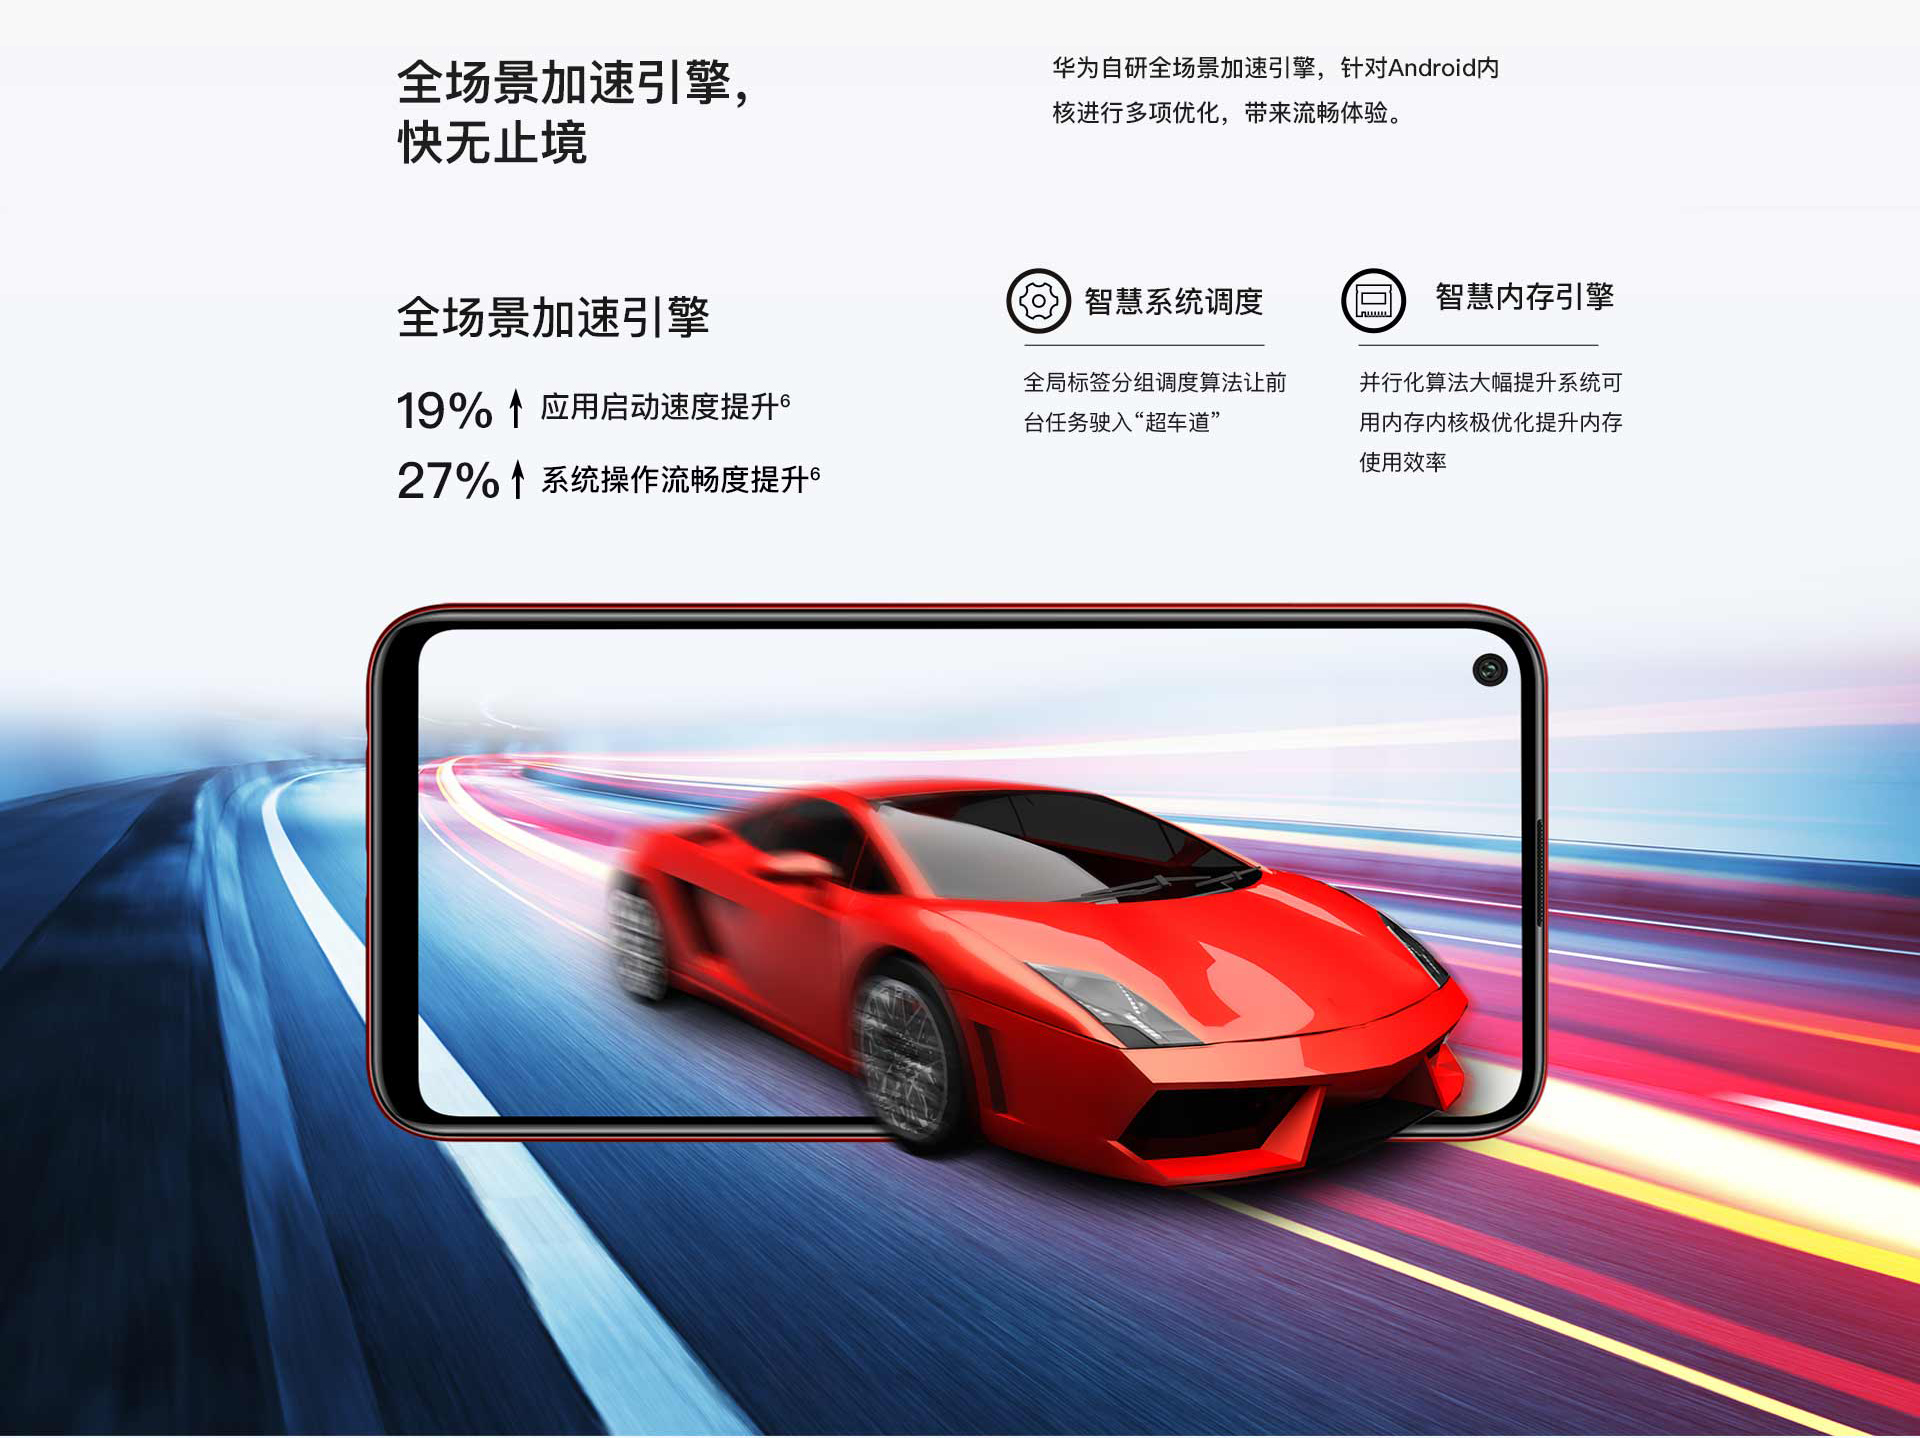 全场景加速引擎，
快无止境
华为自研全场景加速引擎，针对Android内
核进行多项优化，带来流畅体验。
全场景加速引擎
19% 应用启动速度提升6
27% 系统操作流畅度提升6
智慧系统调度
全局标签分组调度算法让前
台任务驶入“超车道”
智慧内存引擎
并行化算法大幅提升系统可
用内存内核极优化提升内存
使用效率